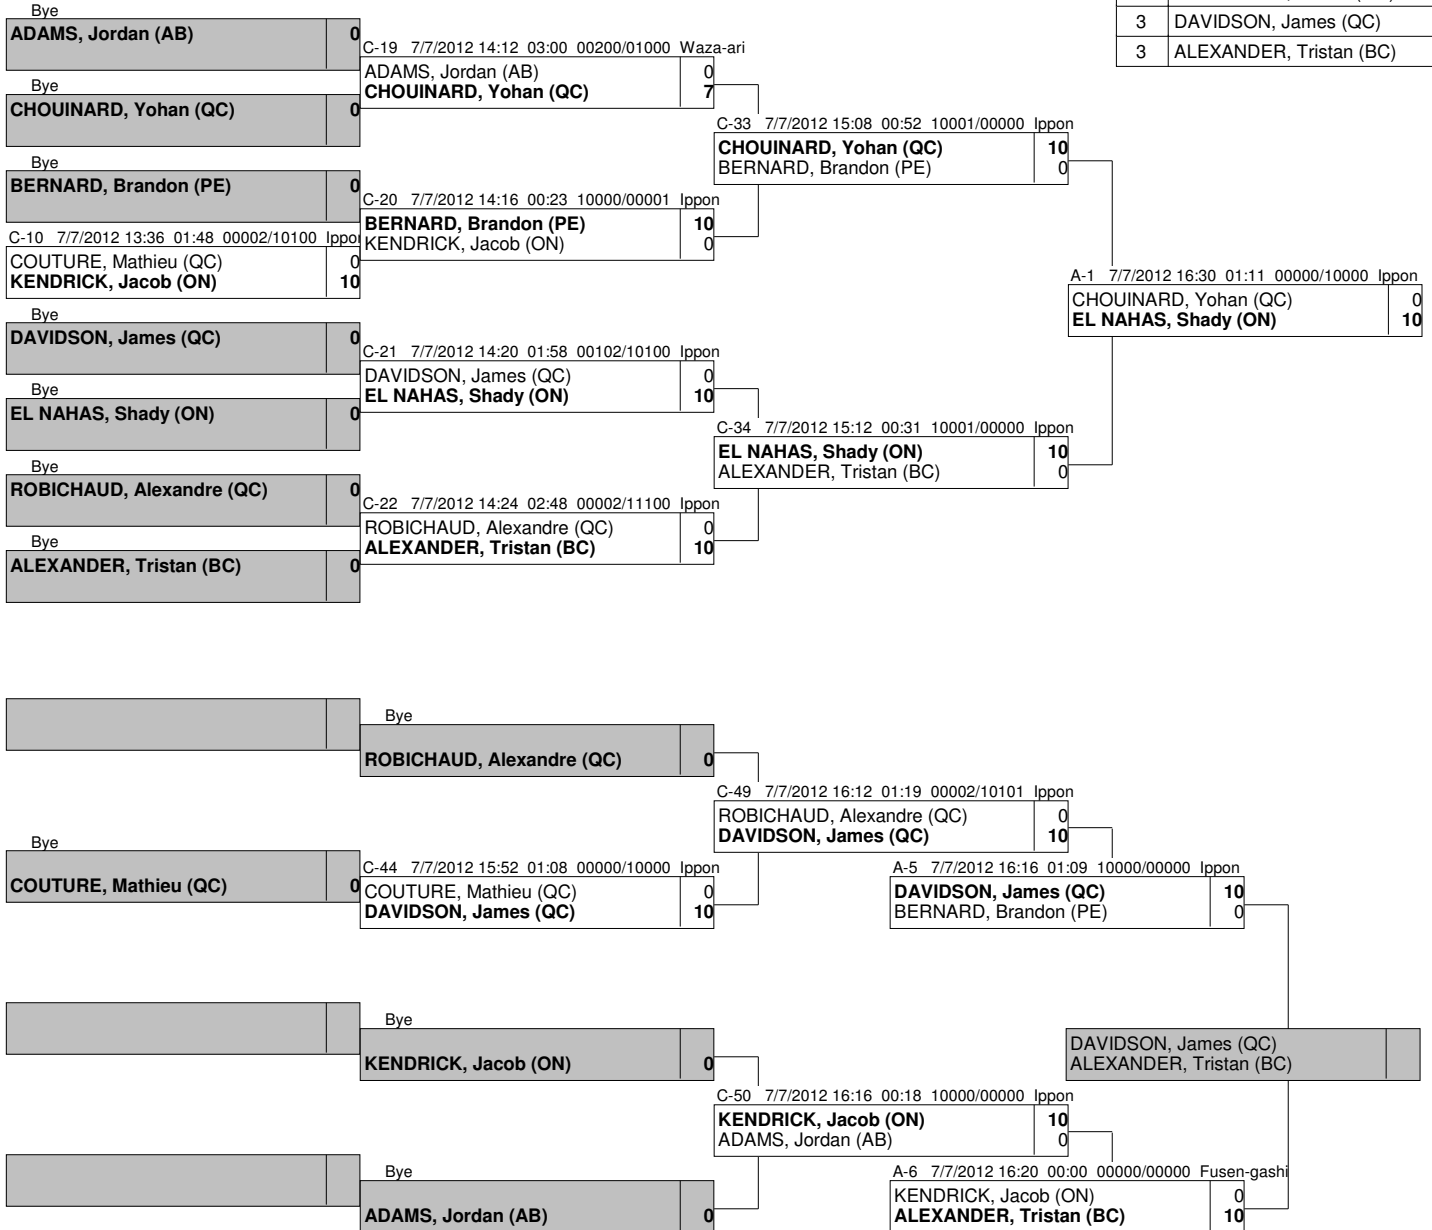 Bye
ADAMS, Jordan (AB) 0
3 DAVIDSON, James (QC)
3 ALEXANDER, Tristan (BC)
C-19 7/7/2012 14:12 03:00 00200/01000 Waza-ari
ADAMS, Jordan (AB) 0
CHOUINARD, Yohan (QC) 7
Bye
CHOUINARD, Yohan (QC) 0
C-33 7/7/2012 15:08 00:52 10001/00000 Ippon
CHOUINARD, Yohan (QC) 10
BERNARD, Brandon (PE) 0
Bye
BERNARD, Brandon (PE) 0
C-20 7/7/2012 14:16 00:23 10000/00001 Ippon
BERNARD, Brandon (PE) 10
KENDRICK, Jacob (ON) 0
C-10 7/7/2012 13:36 01:48 00002/10100 Ippon
COUTURE, Mathieu (QC) 0
KENDRICK, Jacob (ON) 10
A-1 7/7/2012 16:30 01:11 00000/10000 Ippon
CHOUINARD, Yohan (QC) 0
EL NAHAS, Shady (ON) 10
Bye
DAVIDSON, James (QC) 0
C-21 7/7/2012 14:20 01:58 00102/10100 Ippon
DAVIDSON, James (QC) 0
EL NAHAS, Shady (ON) 10
Bye
EL NAHAS, Shady (ON) 0
C-34 7/7/2012 15:12 00:31 10001/00000 Ippon
EL NAHAS, Shady (ON) 10
ALEXANDER, Tristan (BC) 0
Bye
ROBICHAUD, Alexandre (QC) 0
C-22 7/7/2012 14:24 02:48 00002/11100 Ippon
ROBICHAUD, Alexandre (QC) 0
ALEXANDER, Tristan (BC) 10
Bye
ALEXANDER, Tristan (BC) 0
Bye
ROBICHAUD, Alexandre (QC) 0
C-49 7/7/2012 16:12 01:19 00002/10101 Ippon
ROBICHAUD, Alexandre (QC) 0
DAVIDSON, James (QC) 10
Bye
COUTURE, Mathieu (QC) 0
C-44 7/7/2012 15:52 01:08 00000/10000 Ippon
COUTURE, Mathieu (QC) 0
DAVIDSON, James (QC) 10
A-5 7/7/2012 16:16 01:09 10000/00000 Ippon
DAVIDSON, James (QC) 10
BERNARD, Brandon (PE) 0
Bye
KENDRICK, Jacob (ON) 0
DAVIDSON, James (QC)
ALEXANDER, Tristan (BC)
C-50 7/7/2012 16:16 00:18 10000/00000 Ippon
KENDRICK, Jacob (ON) 10
ADAMS, Jordan (AB) 0
Bye
ADAMS, Jordan (AB) 0
A-6 7/7/2012 16:20 00:00 00000/00000 Fusen-gashi
KENDRICK, Jacob (ON) 0
ALEXANDER, Tristan (BC) 10